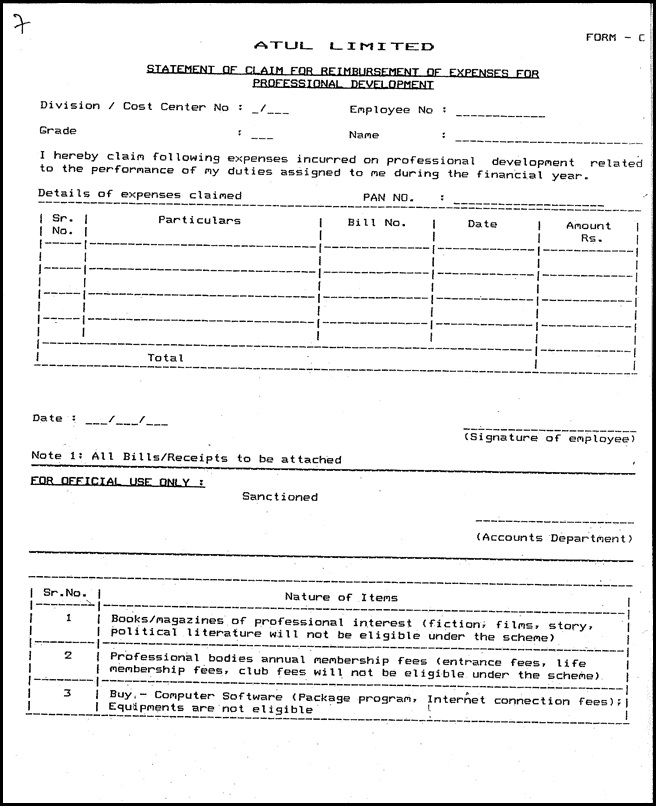 7
FORM - C
ATUL LIMITED
STATEMENT OF CLAIM FOR REIMBURSEMENT OF EXPENSES FOR
PROFESSIONAL DEVELOPMENT
Division / Cost Center No : _/___ Employee No : ____________
Grade : ___ Name : _________________________
I hereby claim following expenses incurred on professional development related
to the performance of my duties assigned to me during the financial year.
Details of expenses claimed PAN NO. : ____________________
Sr. No. | Particulars | Bill No. | Date | Amount Rs.
Total
Date : ___/___/___
(Signature of employee)
Note 1: All Bills/Receipts to be attached
FOR OFFICIAL USE ONLY :
Sanctioned
(Accounts Department)
Sr.No. | Nature of Items
1 | Books/magazines of professional interest (fiction, films, story,
political literature will not be eligible under the scheme)
2 | Professional bodies annual membership fees (entrance fees, life
membership fees, club fees will not be eligible under the scheme)
3 | Buy.- Computer Software (Package program, Internet connection fees);
Equipments are not eligible